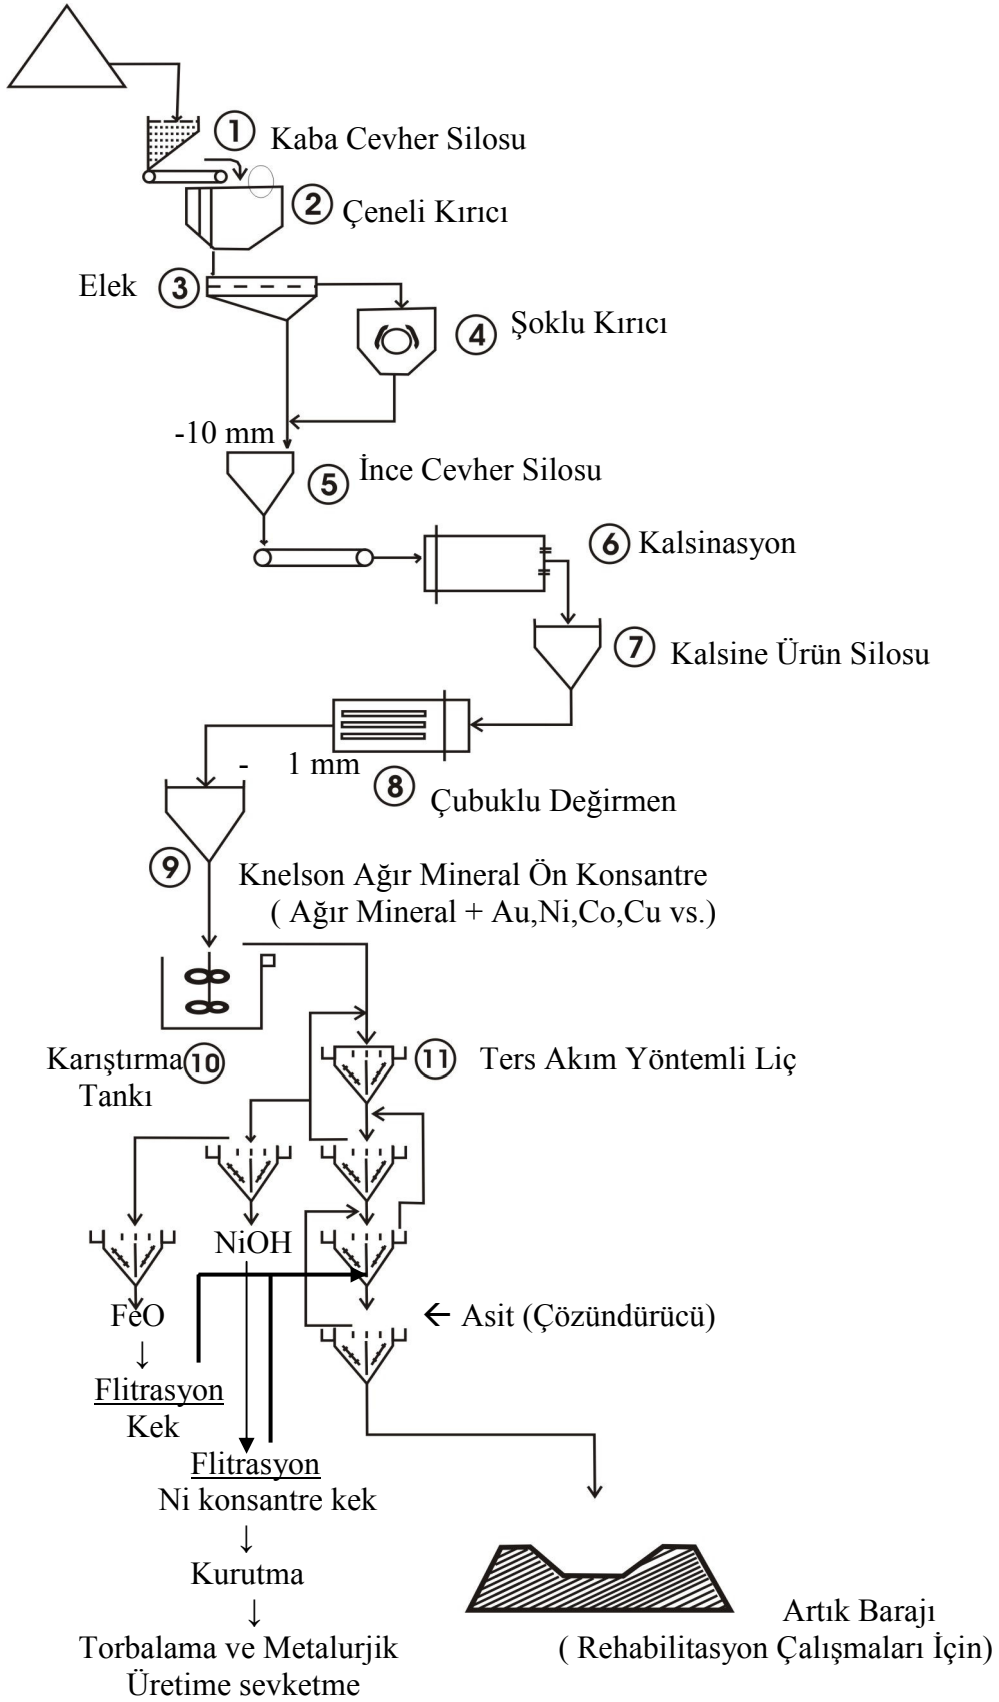 1 Kaba Cevher Silosu
2 Çeneli Kırıcı
Elek 3
4 Şoklu Kırıcı
-10 mm
5 İnce Cevher Silosu
6 Kalsinasyon
7 Kalsine Ürün Silosu
- 1 mm
8 Çubuklu Değirmen
9 Knelson Ağır Mineral Ön Konsantre
( Ağır Mineral + Au,Ni,Co,Cu vs.)
Karıştırma 10
Tankı
11 Ters Akım Yöntemli Liç
NiOH
FeO
← Asit (Çözündürücü)
↓
Flitrasyon
Kek
Flitrasyon
Ni konsantre kek
↓
Kurutma
↓
Torbalama ve Metalurjik
Üretime sevketme
Artık Barajı
( Rehabilitasyon Çalışmaları İçin)